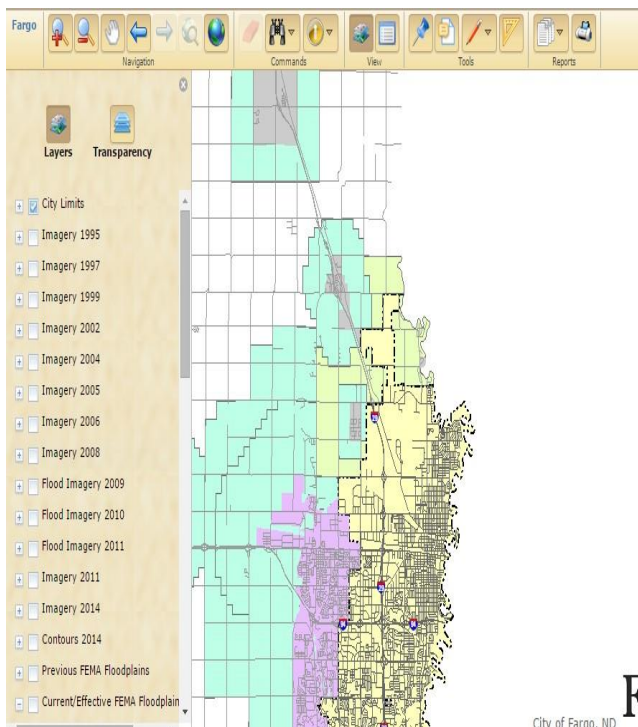 Fargo
Navigation
Commands
View
Tools
Reports
Layers
Transparency
City Limits
Imagery 1995
Imagery 1997
Imagery 1999
Imagery 2002
Imagery 2004
Imagery 2005
Imagery 2006
Imagery 2008
Flood Imagery 2009
Flood Imagery 2010
Flood Imagery 2011
Imagery 2011
Imagery 2014
Contours 2014
Previous FEMA Floodplains
Current/Effective FEMA Floodplain
F
City of Fargo, ND